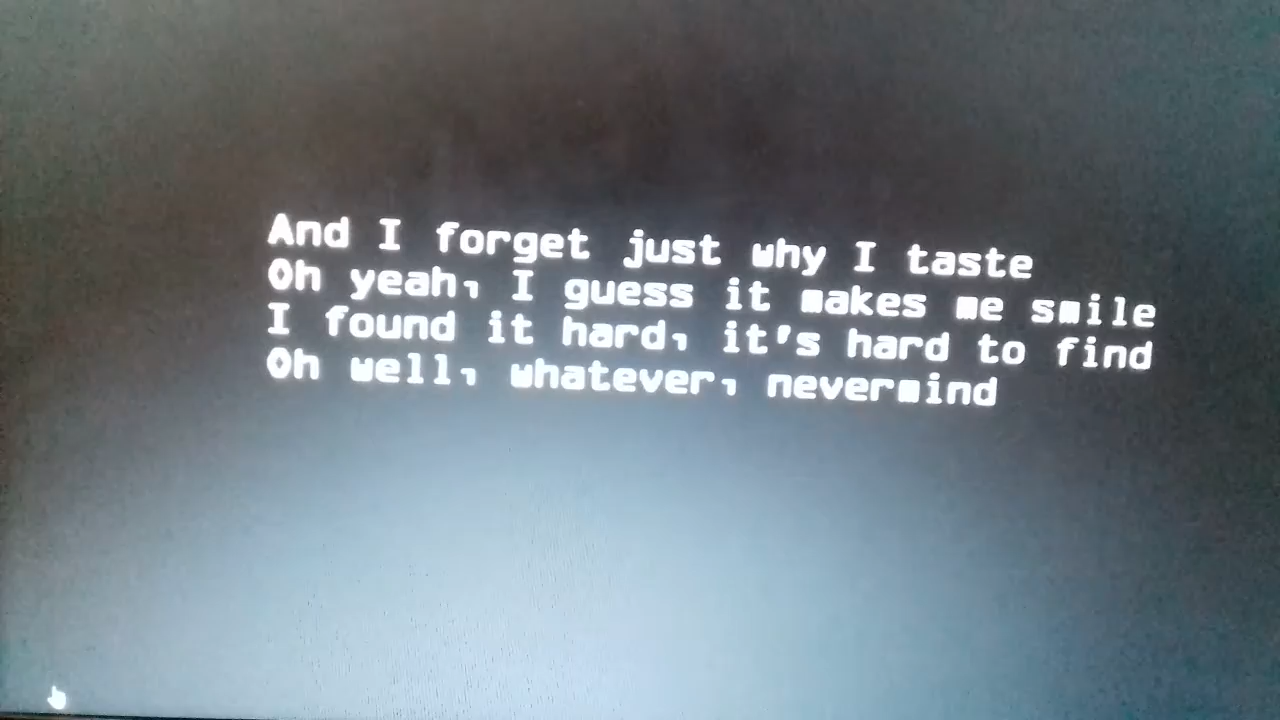 And I forget just why I taste
Oh yeah, I guess it makes me smile
I found it hard, it's hard to find
Oh well, whatever, nevermind